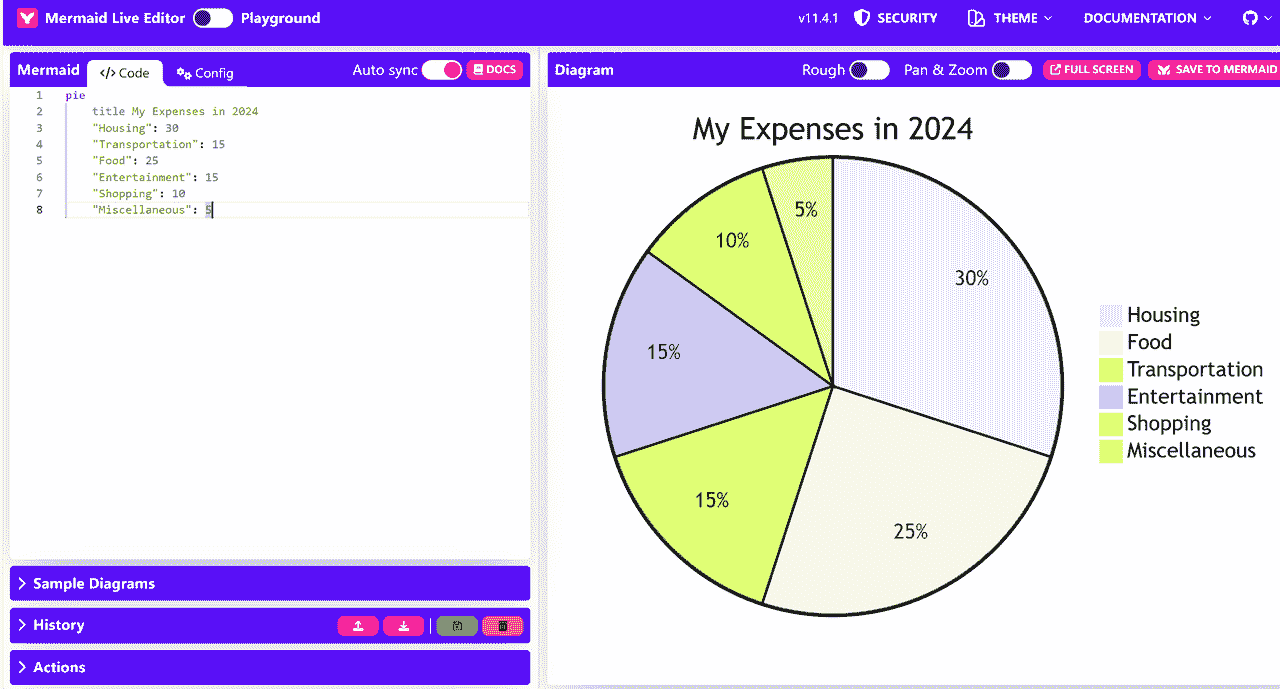 Mermaid Live Editor Playground v11.4.1 SECURITY THEME DOCUMENTATION
Mermaid </> Code Config Auto sync DOCS
1 pie
2 title My Expenses in 2024
3 "Housing": 30
4 "Transportation": 15
5 "Food": 25
6 "Entertainment": 15
7 "Shopping": 10
8 "Miscellaneous": 5
Sample Diagrams
History
Actions
Diagram Rough Pan & Zoom FULL SCREEN SAVE TO MERMAID
My Expenses in 2024
5%
10%
30%
15%
15%
25%
Housing
Food
Transportation
Entertainment
Shopping
Miscellaneous